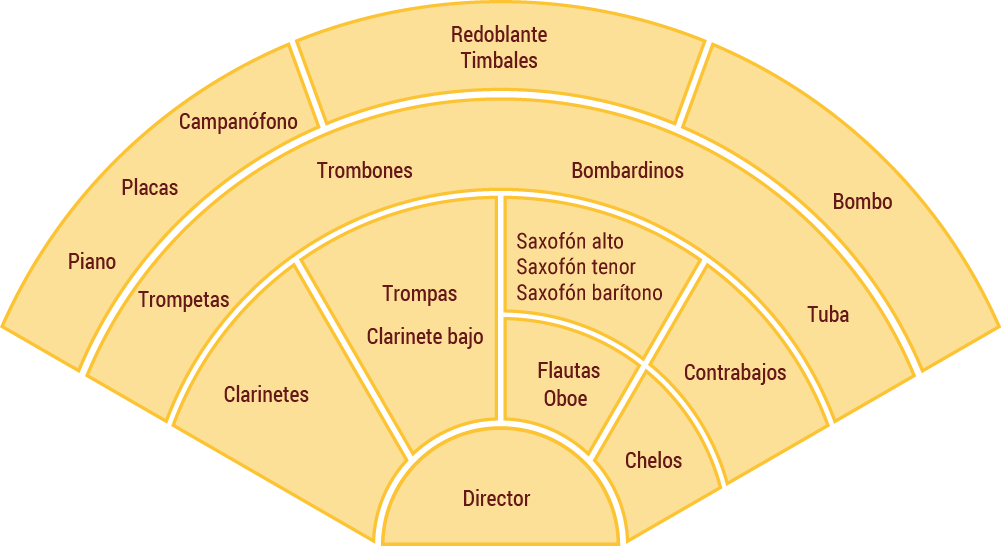 Redoblante
Timbales
Campanófono
Placas
Piano
Bombo
Trombones
Bombardinos
Trompetas
Tuba
Saxofón alto
Saxofón tenor
Saxofón barítono
Trompas
Clarinete bajo
Clarinetes
Flautas
Oboe
Contrabajos
Chelos
Director